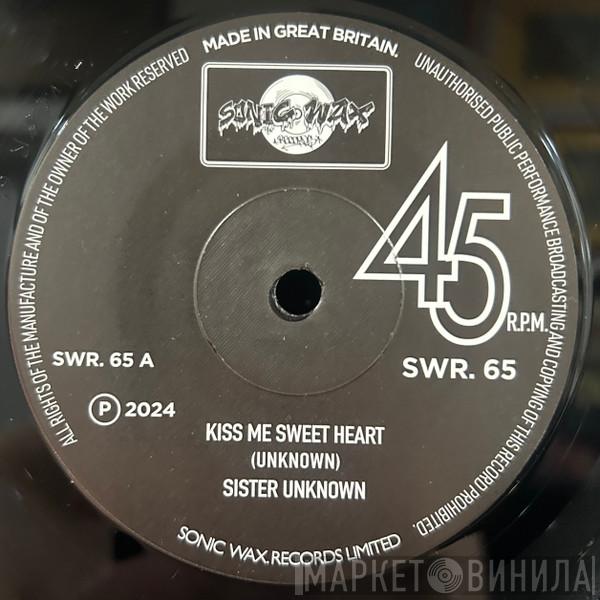 MADE IN GREAT BRITAIN.
SONIC WAX
RECORDS
ALL RIGHTS OF THE MANUFACTURE AND OF THE OWNER OF THE WORK RESERVED
UNAUTHORISED PUBLIC PERFORMANCE BROADCASTING AND COPYING OF THIS RECORD PROHIBITED.
45
R.P.M.
SWR. 65 A
SWR. 65
Ⓟ 2024
KISS ME SWEET HEART
(UNKNOWN)
SISTER UNKNOWN
SONIC WAX. RECORDS LIMITED
МАРКЕТ ВИНИЛА